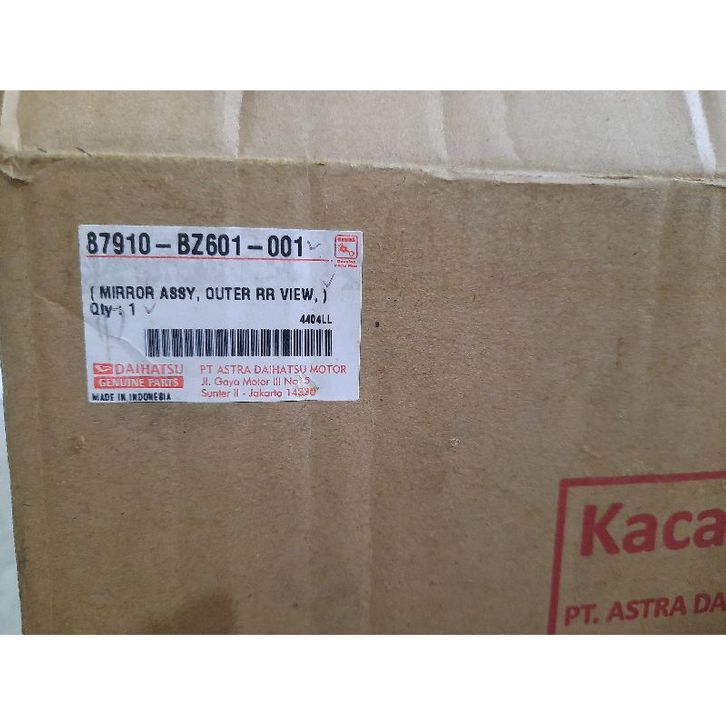 87910-BZ601-001
( MIRROR ASSY, OUTER RR VIEW, )
Qty : 1
4404LL
DAIHATSU
GENUINE PARTS
MADE IN INDONESIA
PT ASTRA DAIHATSU MOTOR
Jl. Gaya Motor III No. 5
Sunter II - Jakarta 14330
Kaca
PT. ASTRA DA